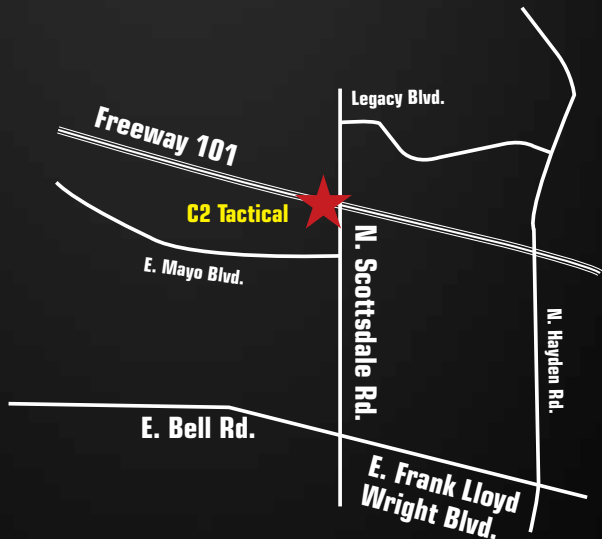 Legacy Blvd.
Freeway 101
C2 Tactical
E. Mayo Blvd.
N. Scottsdale Rd.
N. Hayden Rd.
E. Bell Rd.
E. Frank Lloyd
Wright Blvd.